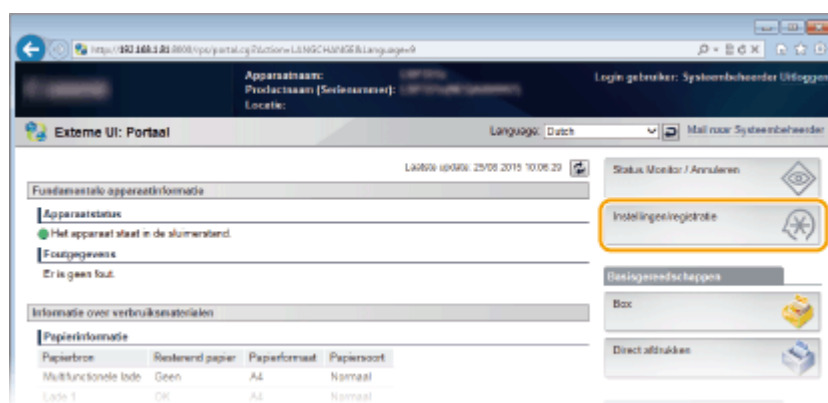 Apparaatnaam:
Productnaam (Serienummer):
Locatie:
Login gebruiker: Systeembeheerder Uitloggen
Externe UI: Portaal
Language: Dutch
Mail naar Systeembeheerder
Laatste update: 25/08 2015 10:06:29
Status Monitor / Annuleren
Fundamentele apparaatinformatie
Apparaatstatus
Het apparaat staat in de sluimerstand.
Instellingen/registratie
Foutgegevens
Er is geen fout.
Basisgereedschappen
Box
Informatie over verbruiksmaterialen
Papierinformatie
Direct afdrukken
Papierbron Resterend papier Papierformaat Papiersoort
Multifunctionele lade Geen A4 Normaal
Lade 1 OK A4 Normaal